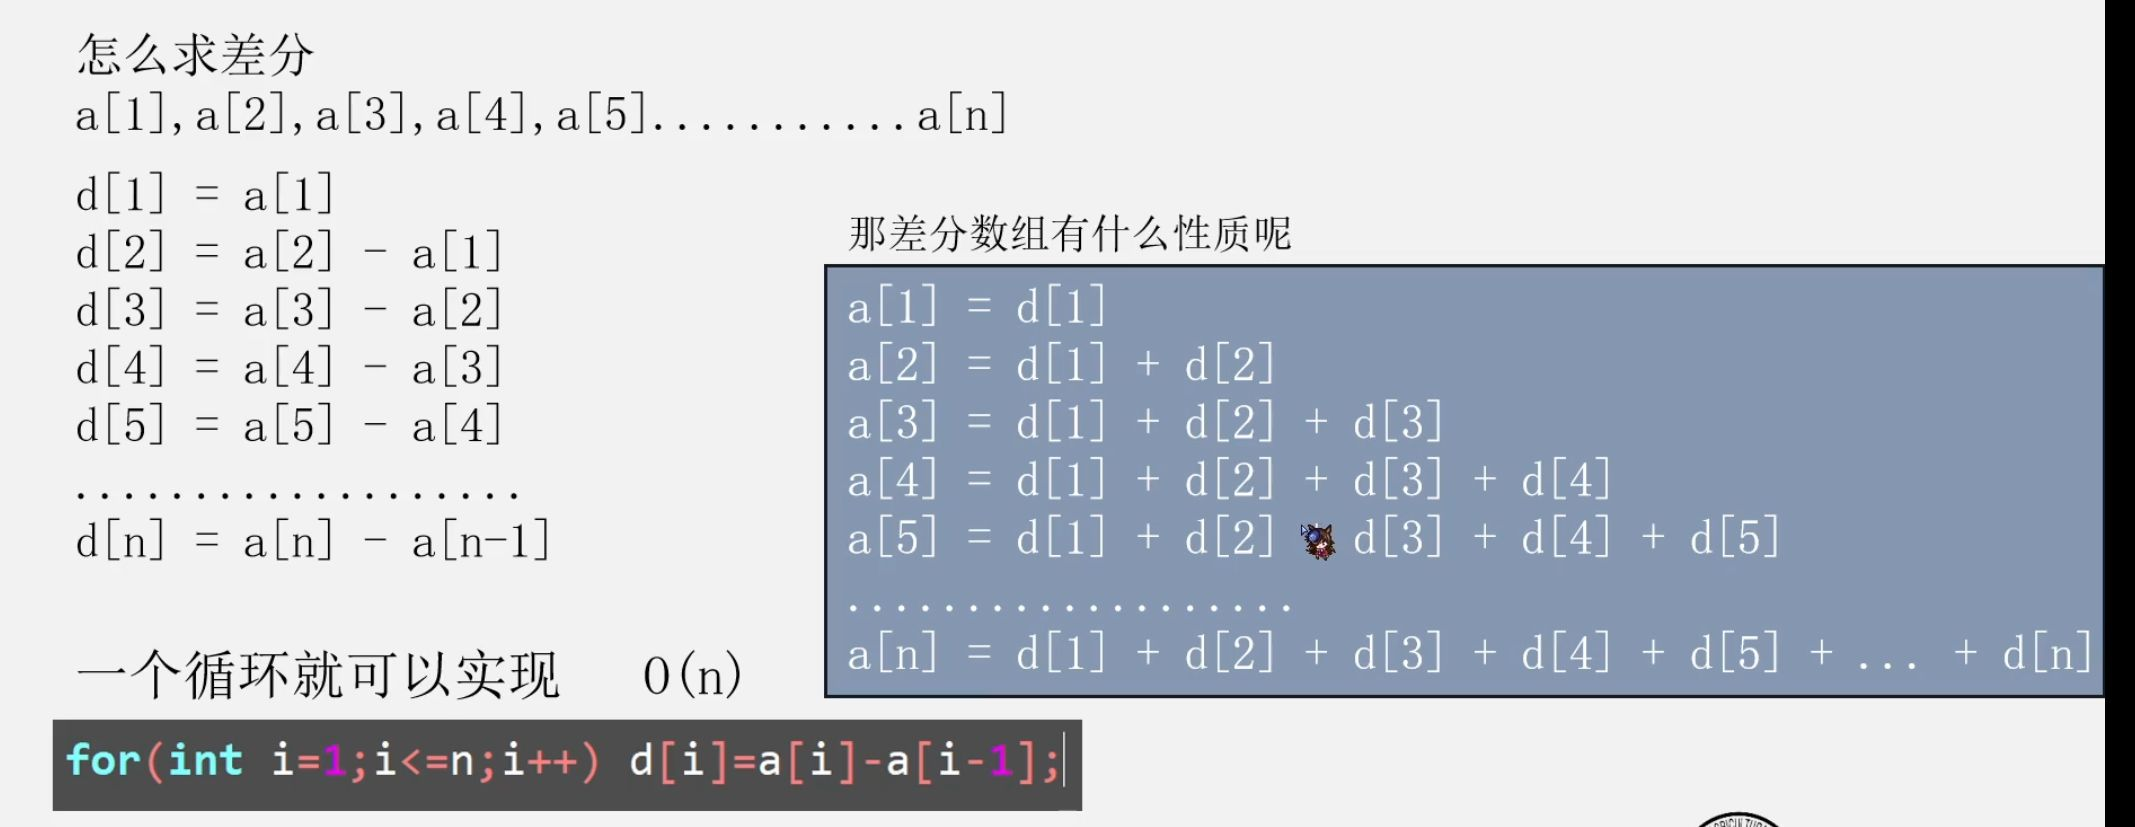 怎么求差分
a[1],a[2],a[3],a[4],a[5]...........a[n]
d[1] = a[1]
d[2] = a[2] - a[1]
d[3] = a[3] - a[2]
d[4] = a[4] - a[3]
d[5] = a[5] - a[4]
...................
d[n] = a[n] - a[n-1]
一个循环就可以实现 O(n)
for(int i=1;i<=n;i++) d[i]=a[i]-a[i-1];
那差分数组有什么性质呢
a[1] = d[1]
a[2] = d[1] + d[2]
a[3] = d[1] + d[2] + d[3]
a[4] = d[1] + d[2] + d[3] + d[4]
a[5] = d[1] + d[2] d[3] + d[4] + d[5]
...................
a[n] = d[1] + d[2] + d[3] + d[4] + d[5] + ... + d[n]